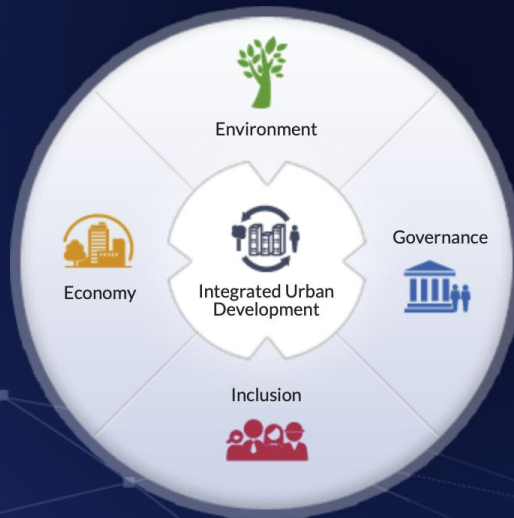 Environment
Governance
Economy
Integrated Urban
Development
Inclusion